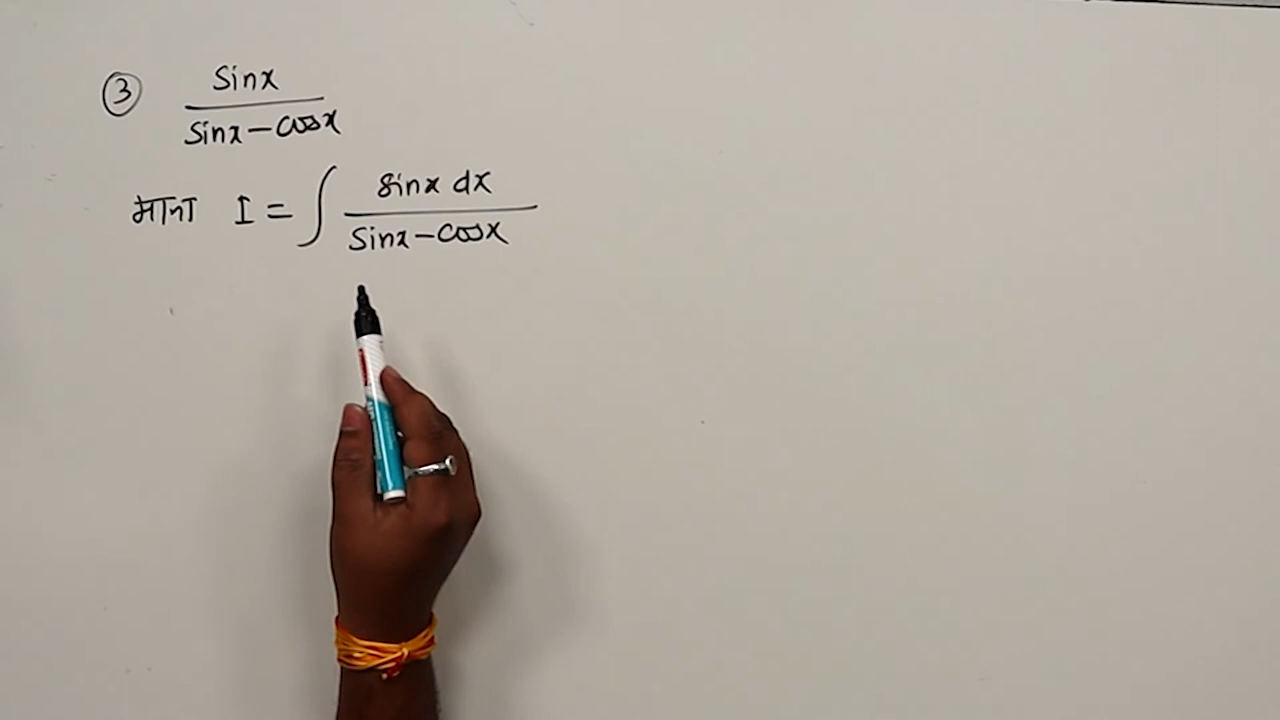 ③ Sinx
Sinx-cosx
माना I = ∫ sinx dx
Sinx-cosx